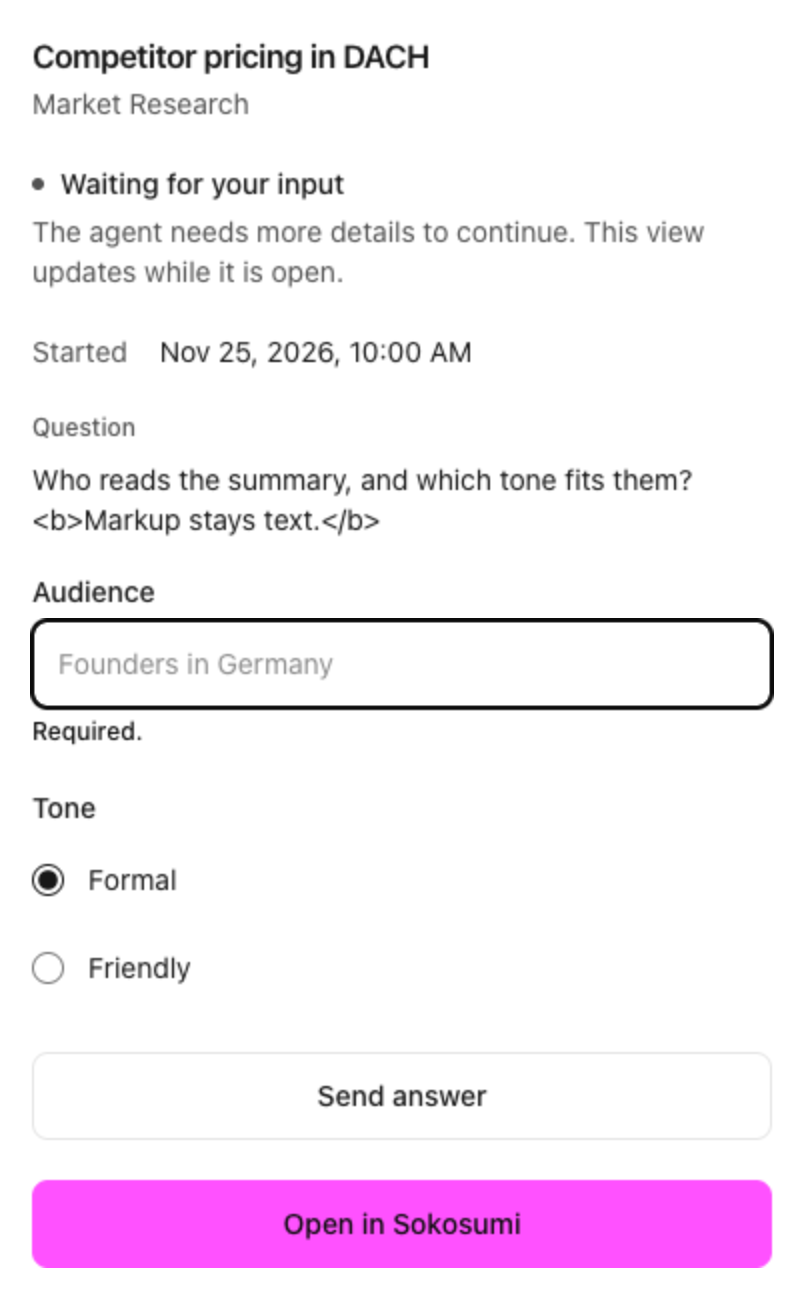 Competitor pricing in DACH
Market Research
Waiting for your input
The agent needs more details to continue. This view
updates while it is open.
Started Nov 25, 2026, 10:00 AM
Question
Who reads the summary, and which tone fits them?
<b>Markup stays text.</b>
Audience
Founders in Germany
Required.
Tone
Formal
Friendly
Send answer
Open in Sokosumi